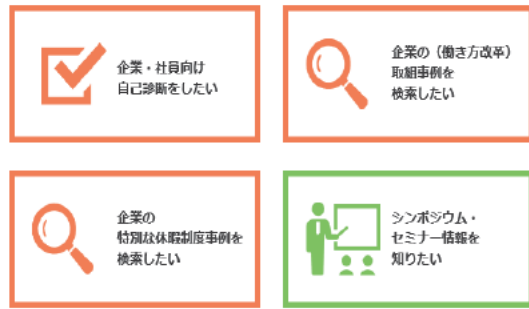 企業・社員向け
自己診断をしたい
企業の（働き方改革）
取組事例を
検索したい
企業の
特別な休暇制度事例を
検索したい
シンポジウム・
セミナー情報を
知りたい